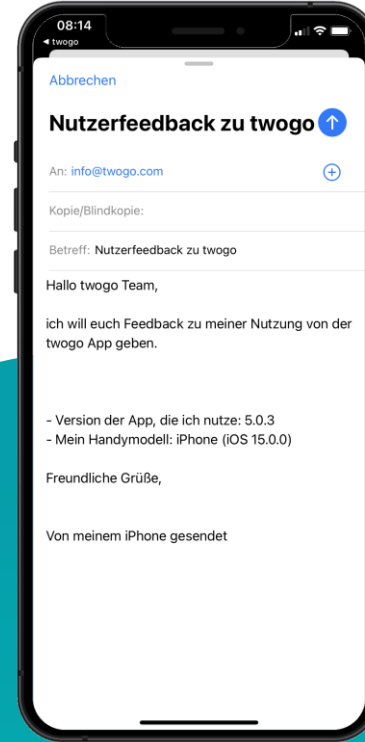 08:14
◀ twogo
Abbrechen
Nutzerfeedback zu twogo
An: info@twogo.com
Kopie/Blindkopie:
Betreff: Nutzerfeedback zu twogo
Hallo twogo Team,
ich will euch Feedback zu meiner Nutzung von der
twogo App geben.
- Version der App, die ich nutze: 5.0.3
- Mein Handymodell: iPhone (iOS 15.0.0)
Freundliche Grüße,
Von meinem iPhone gesendet